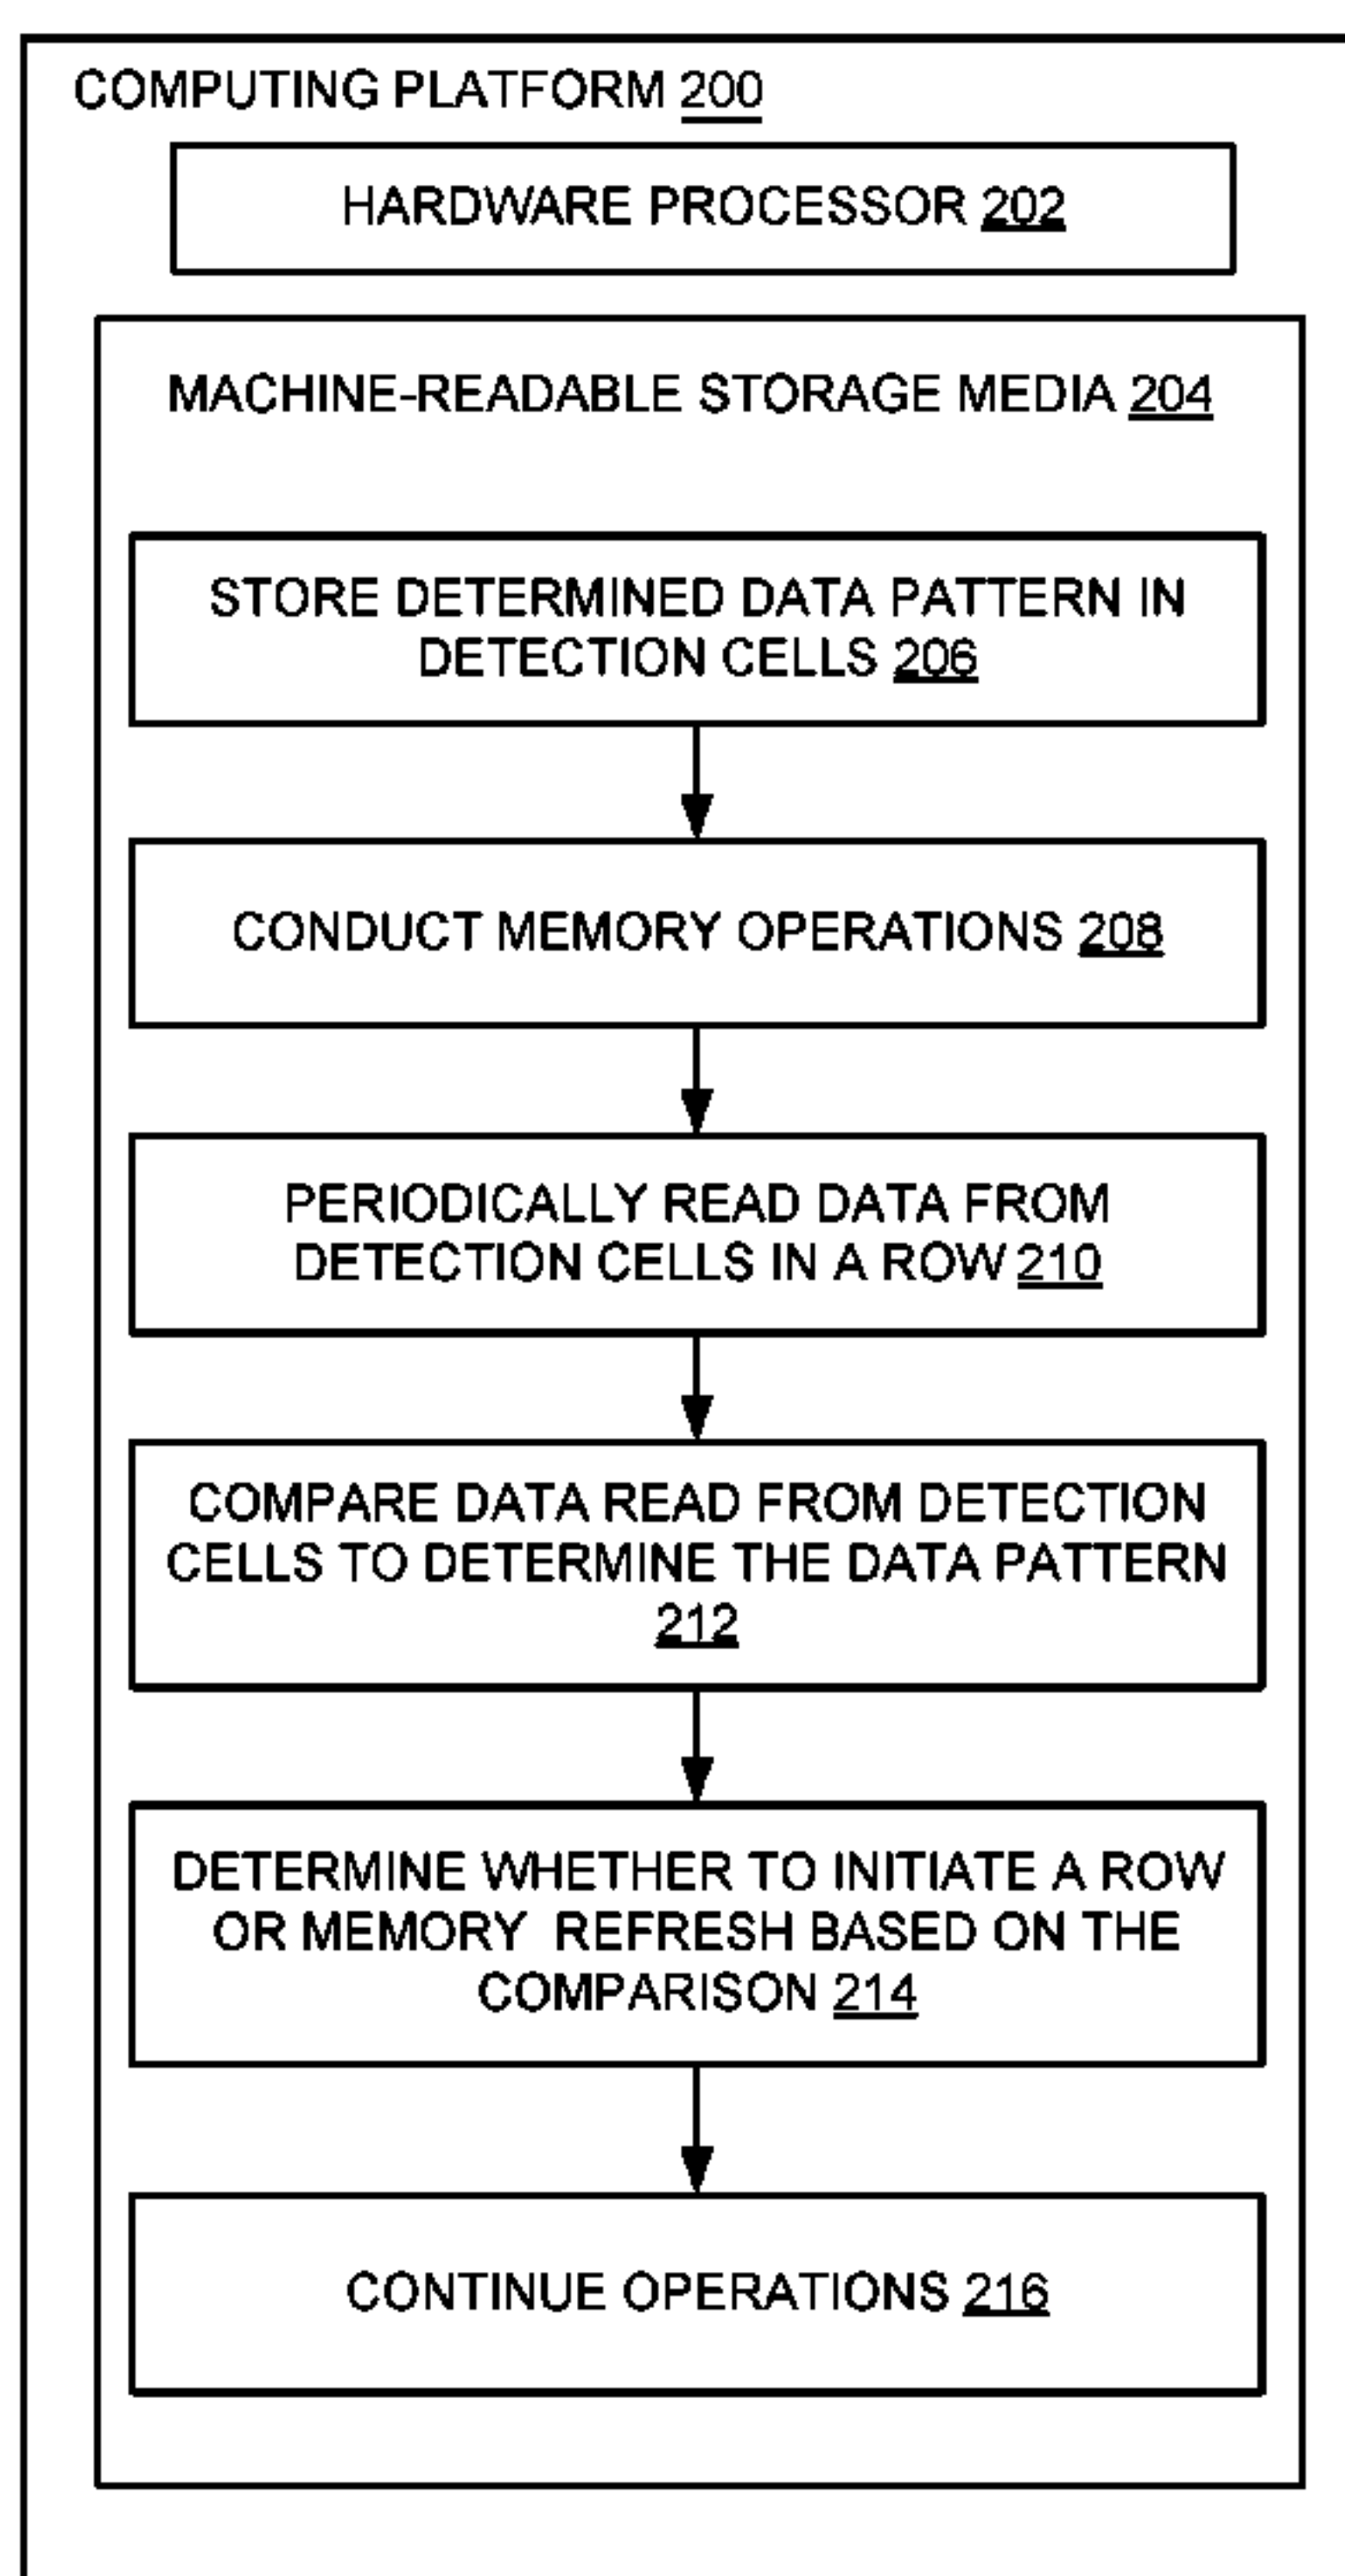 COMPUTING PLATFORM 200
HARDWARE PROCESSOR 202
MACHINE-READABLE STORAGE MEDIA 204
STORE DETERMINED DATA PATTERN IN
DETECTION CELLS 206
CONDUCT MEMORY OPERATIONS 208
PERIODICALLY READ DATA FROM
DETECTION CELLS IN A ROW 210
COMPARE DATA READ FROM DETECTION
CELLS TO DETERMINE THE DATA PATTERN
212
DETERMINE WHETHER TO INITIATE A ROW
OR MEMORY REFRESH BASED ON THE
COMPARISON 214
CONTINUE OPERATIONS 216